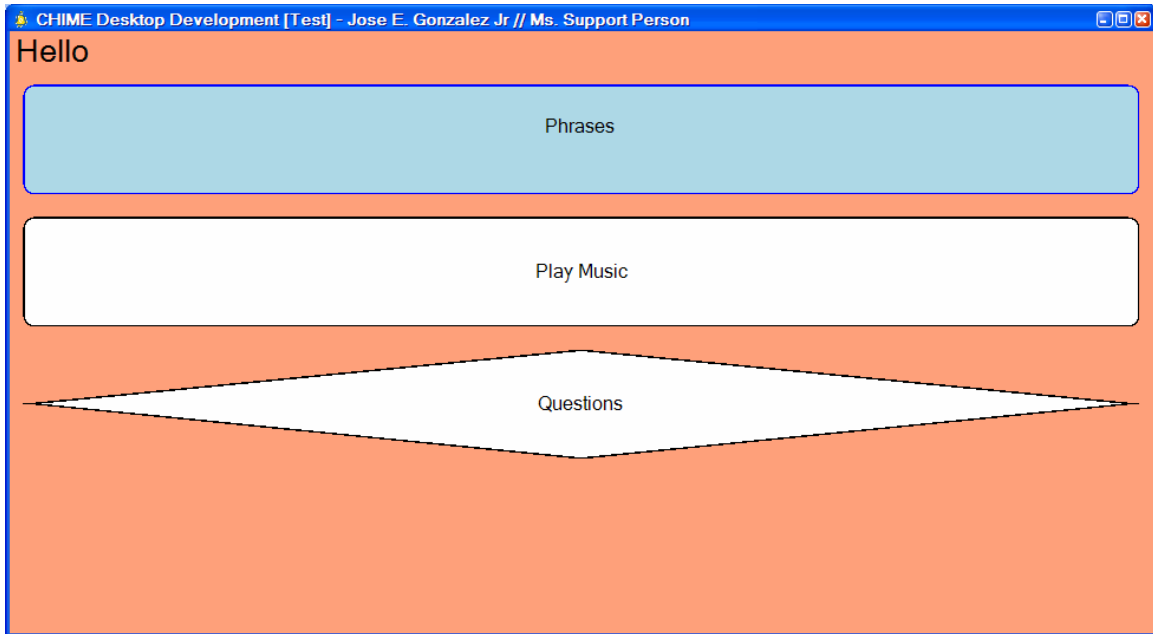 CHIME Desktop Development [Test] - Jose E. Gonzalez Jr // Ms. Support Person
Hello
Phrases
Play Music
Questions